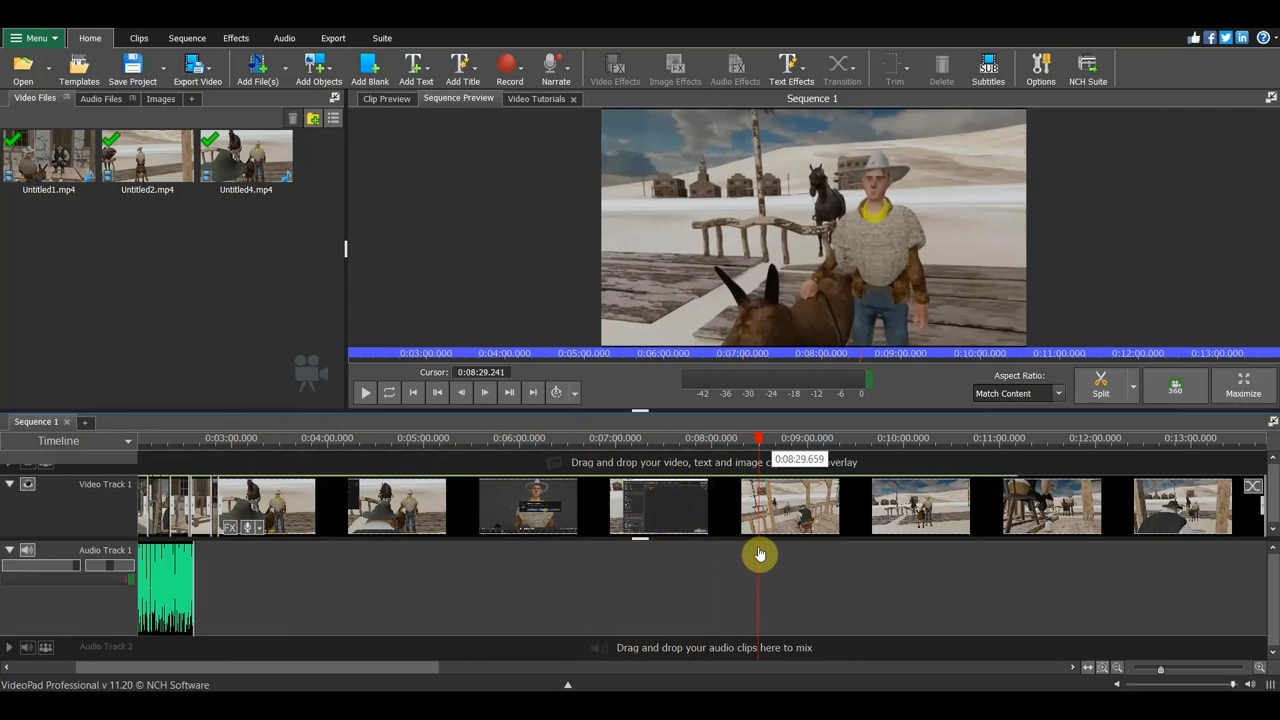 Menu Home Clips Sequence Effects Audio Export Suite
Open Templates Save Project Export Video Add File(s) Add Objects Add Blank Add Text Add Title Record Narrate Video Effects Image Effects Audio Effects Text Effects Transition Trim Delete Subtitles Options NCH Suite
Video Files Audio Files Images + Clip Preview Sequence Preview Video Tutorials Sequence 1
Untitled1.mp4 Untitled2.mp4 Untitled4.mp4
0:03:00.000 0:04:00.000 0:05:00.000 0:06:00.000 0:07:00.000 0:08:00.000 0:09:00.000 0:10:00.000 0:11:00.000 0:12:00.000 0:13:00.000
Cursor: 0:08:29.241
Aspect Ratio:
Match Content
-42 -36 -30 -24 -18 -12 -6 0
Split 360 Maximize
Sequence 1 +
Timeline 0:03:00.000 0:04:00.000 0:05:00.000 0:06:00.000 0:07:00.000 0:08:00.000 0:09:00.000 0:10:00.000 0:11:00.000 0:12:00.000 0:13:00.000
0:08:29.659
Drag and drop your video, text and image c overlay
Video Track 1
FX
Audio Track 1
Audio Track 2 Drag and drop your audio clips here to mix
VideoPad Professional v 11.20 © NCH Software